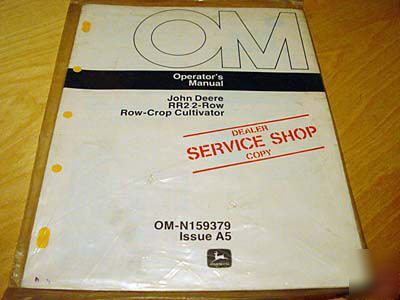 OM
Operator's
Manual
John Deere
RR2 2-Row
Row-Crop Cultivator
DEALER
SERVICE SHOP
COPY
OM-N159379
Issue A5